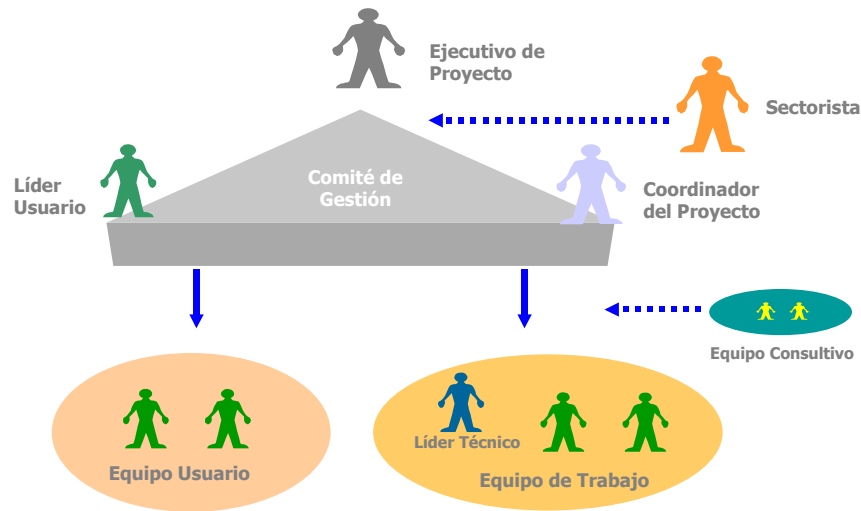 Ejecutivo de
Proyecto
Sectorista
Líder
Usuario
Comité de
Gestión
Coordinador
del Proyecto
Equipo Consultivo
Líder Técnico
Equipo Usuario
Equipo de Trabajo